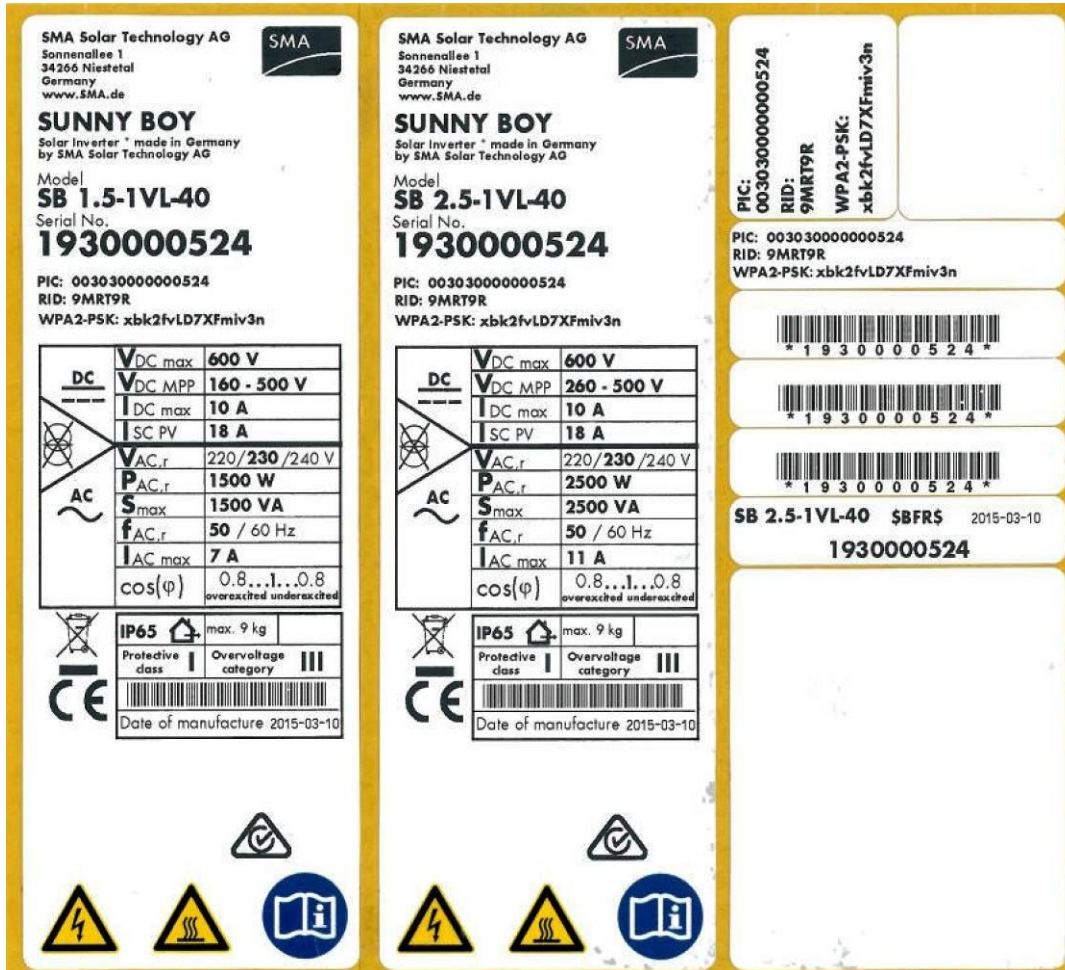 SMA Solar Technology AG
Sonnenallee 1
34266 Niestetal
Germany
www.SMA.de
SMA
SUNNY BOY
Solar Inverter * made in Germany
by SMA Solar Technology AG
Model
SB 1.5-1VL-40
Serial No.
1930000524
PIC: 003030000000524
RID: 9MRT9R
WPA2-PSK: xbk2fvLD7XFmiv3n
DC
VDC max 600 V
VDC MPP 160 - 500 V
IDC max 10 A
ISC PV 18 A
AC
VAC,r 220/230/240 V
PAC,r 1500 W
Smax 1500 VA
fAC,r 50 / 60 Hz
IAC max 7 A
cos(φ) 0.8...1...0.8
overexcited underexcited
IP65 max. 9 kg
Protective class I Overvoltage category III
CE
Date of manufacture 2015-03-10
SMA Solar Technology AG
Sonnenallee 1
34266 Niestetal
Germany
www.SMA.de
SMA
SUNNY BOY
Solar Inverter * made in Germany
by SMA Solar Technology AG
Model
SB 2.5-1VL-40
Serial No.
1930000524
PIC: 003030000000524
RID: 9MRT9R
WPA2-PSK: xbk2fvLD7XFmiv3n
DC
VDC max 600 V
VDC MPP 260 - 500 V
IDC max 10 A
ISC PV 18 A
AC
VAC,r 220/230/240 V
PAC,r 2500 W
Smax 2500 VA
fAC,r 50 / 60 Hz
IAC max 11 A
cos(φ) 0.8...1...0.8
overexcited underexcited
IP65 max. 9 kg
Protective class I Overvoltage category III
CE
Date of manufacture 2015-03-10
PIC:
003030000000524
RID:
9MRT9R
WPA2-PSK:
xbk2fvLD7XFmiv3n
PIC: 003030000000524
RID: 9MRT9R
WPA2-PSK: xbk2fvLD7XFmiv3n
*1930000524*
*1930000524*
*1930000524*
SB 2.5-1VL-40 $BFR$ 2015-03-10
1930000524